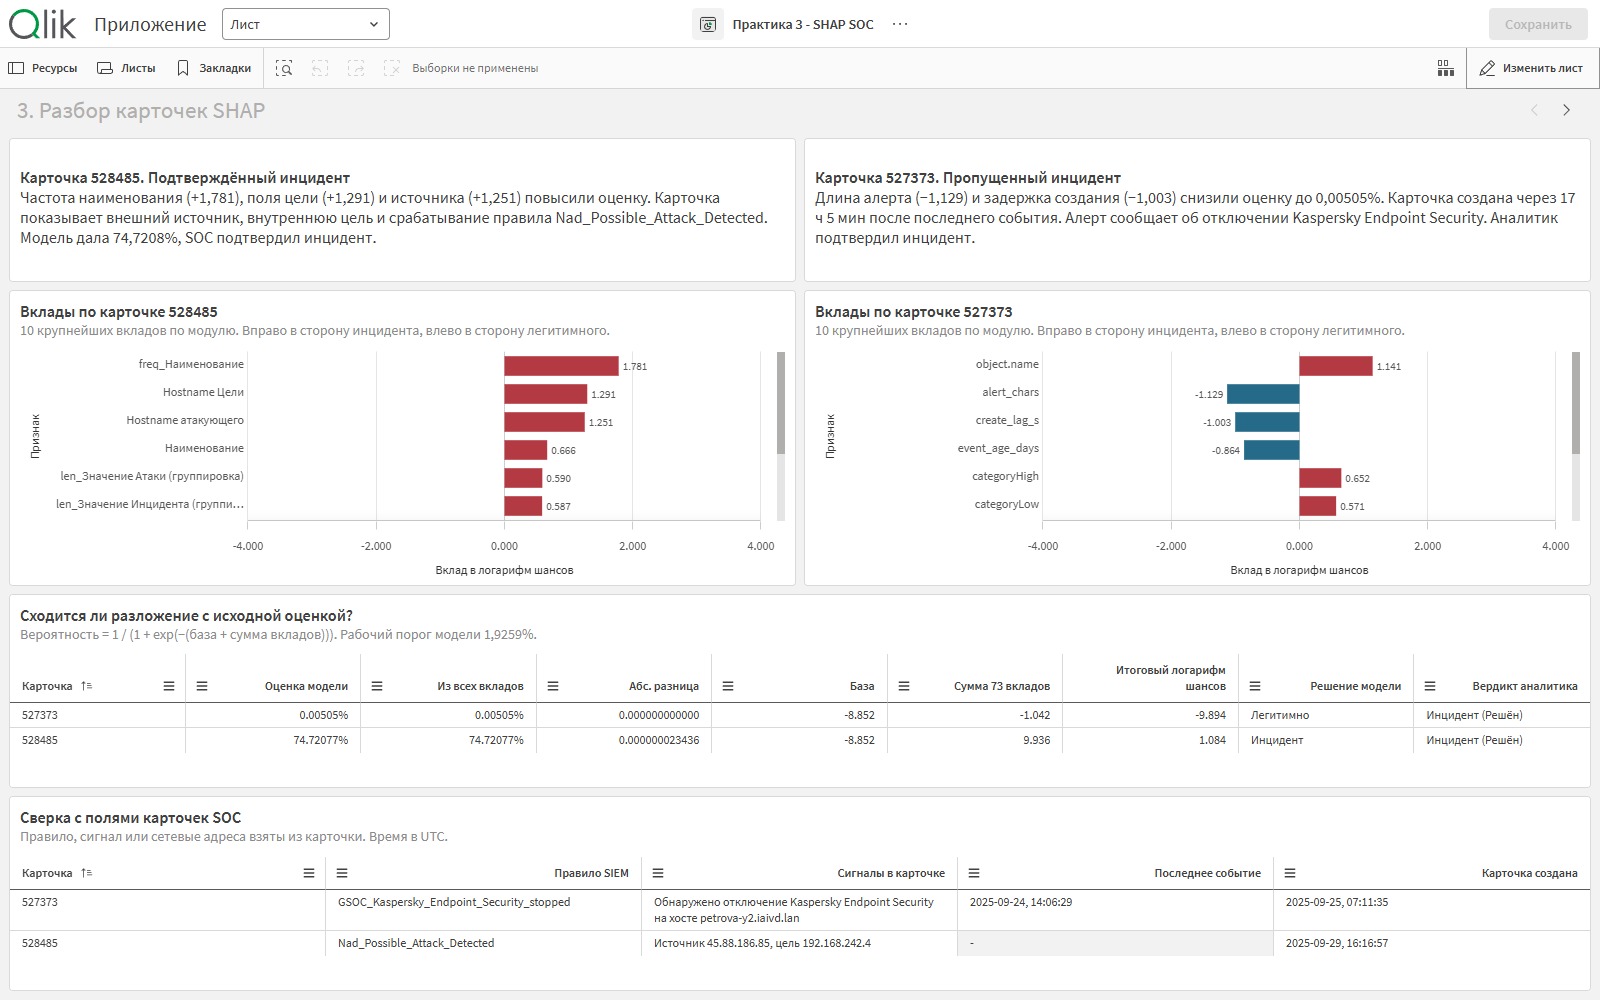 Qlik Приложение Лист Практика 3 - SHAP SOC ··· Сохранить
Ресурсы Листы Закладки Выборки не применены Изменить лист
3. Разбор карточек SHAP
Карточка 528485. Подтверждённый инцидент
Частота наименования (+1,781), поля цели (+1,291) и источника (+1,251) повысили оценку. Карточка
показывает внешний источник, внутреннюю цель и срабатывание правила Nad_Possible_Attack_Detected.
Модель дала 74,7208%, SOC подтвердил инцидент.
Карточка 527373. Пропущенный инцидент
Длина алерта (−1,129) и задержка создания (−1,003) снизили оценку до 0,00505%. Карточка создана через 17
ч 5 мин после последнего события. Алерт сообщает об отключении Kaspersky Endpoint Security. Аналитик
подтвердил инцидент.
Вклады по карточке 528485
10 крупнейших вкладов по модулю. Вправо в сторону инцидента, влево в сторону легитимного.
Признак
freq_Наименование 1.781
Hostname Цели 1.291
Hostname атакующего 1.251
Наименование 0.666
len_Значение Атаки (группировка) 0.590
len_Значение Инцидента (группи... 0.587
-4.000 -2.000 0.000 2.000 4.000
Вклад в логарифм шансов
Вклады по карточке 527373
10 крупнейших вкладов по модулю. Вправо в сторону инцидента, влево в сторону легитимного.
Признак
object.name 1.141
alert_chars -1.129
create_lag_s -1.003
event_age_days -0.864
categoryHigh 0.652
categoryLow 0.571
-4.000 -2.000 0.000 2.000 4.000
Вклад в логарифм шансов
Сходится ли разложение с исходной оценкой?
Вероятность = 1 / (1 + exp(−(база + сумма вкладов))). Рабочий порог модели 1,9259%.
Карточка Оценка модели Из всех вкладов Абс. разница База Сумма 73 вкладов Итоговый логарифм шансов Решение модели Вердикт аналитика
527373 0.00505% 0.00505% 0.000000000000 -8.852 -1.042 -9.894 Легитимно Инцидент (Решён)
528485 74.72077% 74.72077% 0.000000023436 -8.852 9.936 1.084 Инцидент Инцидент (Решён)
Сверка с полями карточек SOC
Правило, сигнал или сетевые адреса взяты из карточки. Время в UTC.
Карточка Правило SIEM Сигналы в карточке Последнее событие Карточка создана
527373 GSOC_Kaspersky_Endpoint_Security_stopped Обнаружено отключение Kaspersky Endpoint Security 2025-09-24, 14:06:29 2025-09-25, 07:11:35
на хосте petrova-y2.iaivd.lan
528485 Nad_Possible_Attack_Detected Источник 45.88.186.85, цель 192.168.242.4 - 2025-09-29, 16:16:57